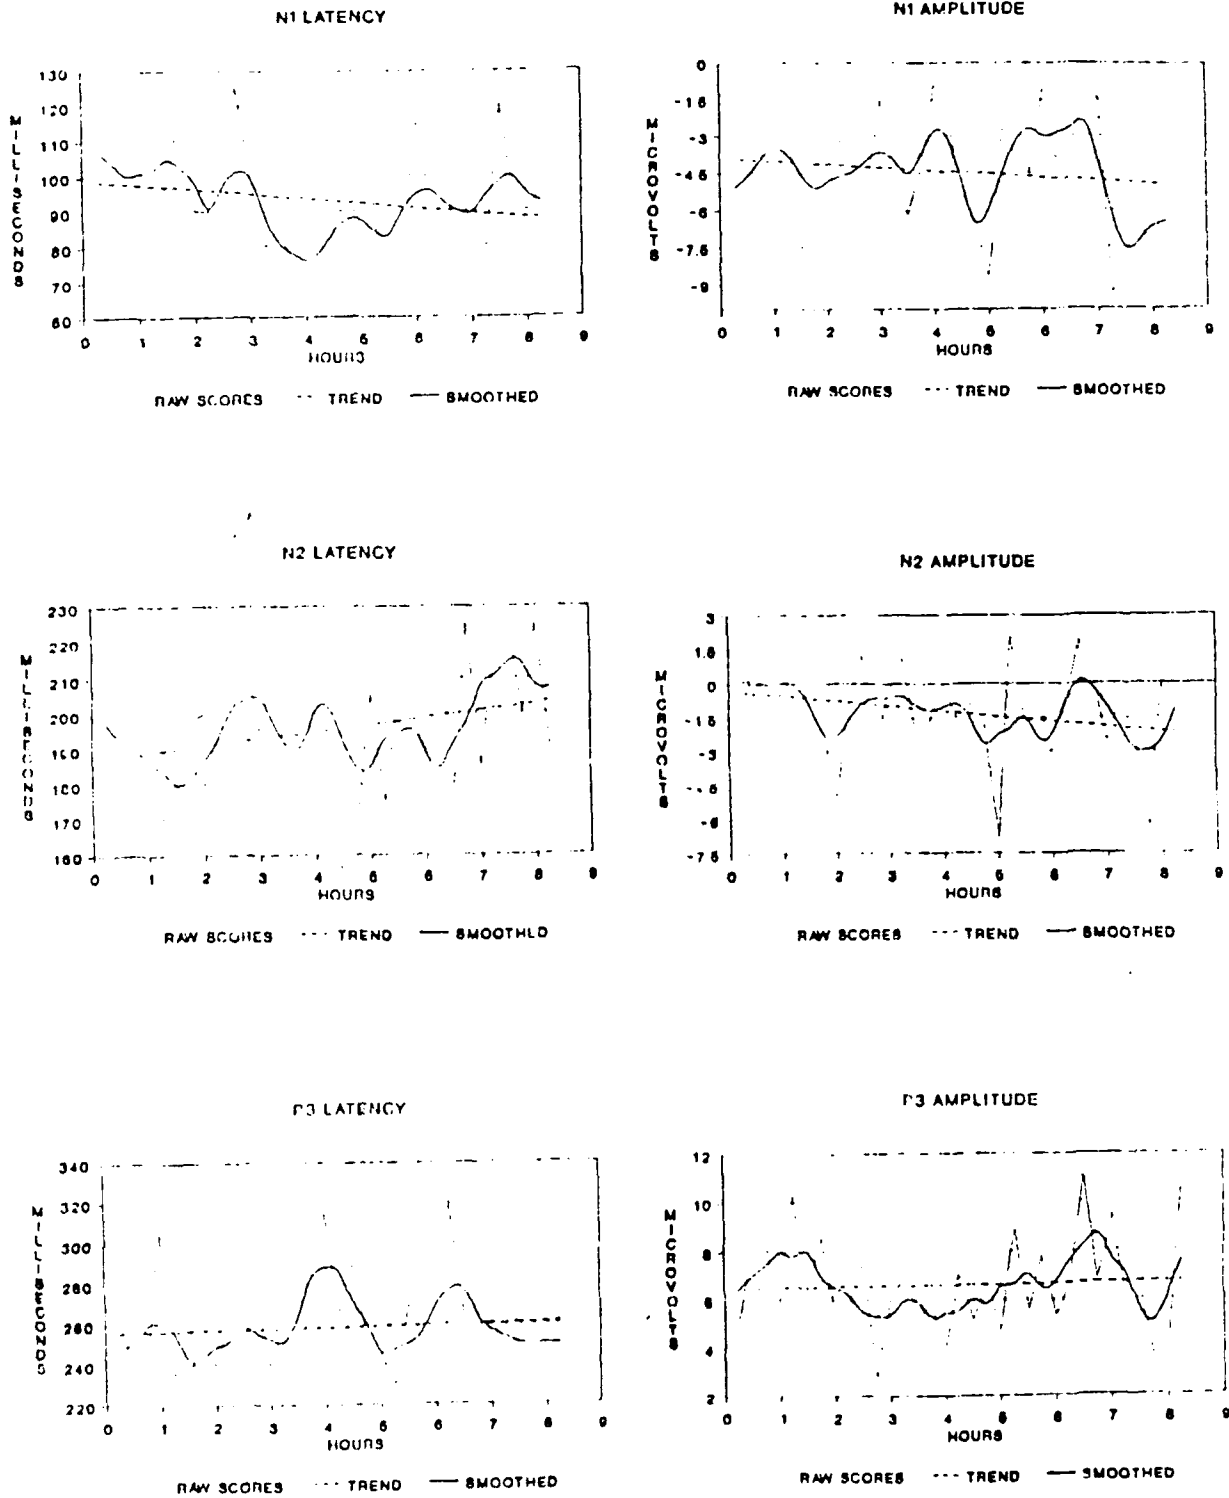 N1 LATENCY
130
120
110
100
90
80
70
60
MILLISECONDS
0 1 2 3 4 5 6 7 8 9
HOURS
RAW SCORES --- TREND — SMOOTHED
N1 AMPLITUDE
0
-1.5
-3
-4.5
-6
-7.5
-9
MICROVOLTS
0 1 2 3 4 5 6 7 8 9
HOURS
RAW SCORES --- TREND — SMOOTHED
N2 LATENCY
230
220
210
200
190
180
170
160
MILLISECONDS
0 1 2 3 4 5 6 7 8 9
HOURS
RAW SCORES --- TREND — SMOOTHED
N2 AMPLITUDE
3
1.5
0
-1.5
-3
-4.5
-6
-7.5
MICROVOLTS
0 1 2 3 4 5 6 7 8 9
HOURS
RAW SCORES --- TREND — SMOOTHED
P3 LATENCY
340
320
300
280
260
240
220
MILLISECONDS
0 1 2 3 4 5 6 7 8 9
HOURS
RAW SCORES --- TREND — SMOOTHED
P3 AMPLITUDE
12
10
8
6
4
2
MICROVOLTS
0 1 2 3 4 5 6 7 8 9
HOURS
RAW SCORES --- TREND — SMOOTHED